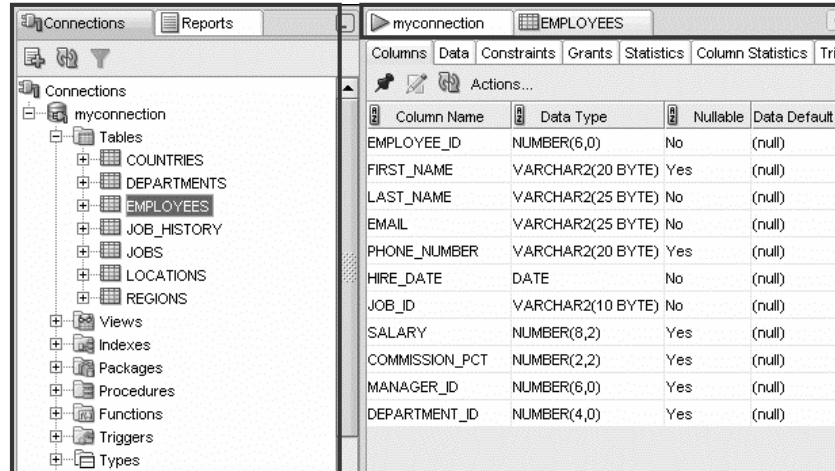 Connections Reports
Connections
myconnection
Tables
COUNTRIES
DEPARTMENTS
EMPLOYEES
JOB_HISTORY
JOBS
LOCATIONS
REGIONS
Views
Indexes
Packages
Procedures
Functions
Triggers
Types
myconnection EMPLOYEES
Columns Data Constraints Grants Statistics Column Statistics Tri
Actions...
Column Name Data Type Nullable Data Default
EMPLOYEE_ID NUMBER(6,0) No (null)
FIRST_NAME VARCHAR2(20 BYTE) Yes (null)
LAST_NAME VARCHAR2(25 BYTE) No (null)
EMAIL VARCHAR2(25 BYTE) No (null)
PHONE_NUMBER VARCHAR2(20 BYTE) Yes (null)
HIRE_DATE DATE No (null)
JOB_ID VARCHAR2(10 BYTE) No (null)
SALARY NUMBER(8,2) Yes (null)
COMMISSION_PCT NUMBER(2,2) Yes (null)
MANAGER_ID NUMBER(6,0) Yes (null)
DEPARTMENT_ID NUMBER(4,0) Yes (null)